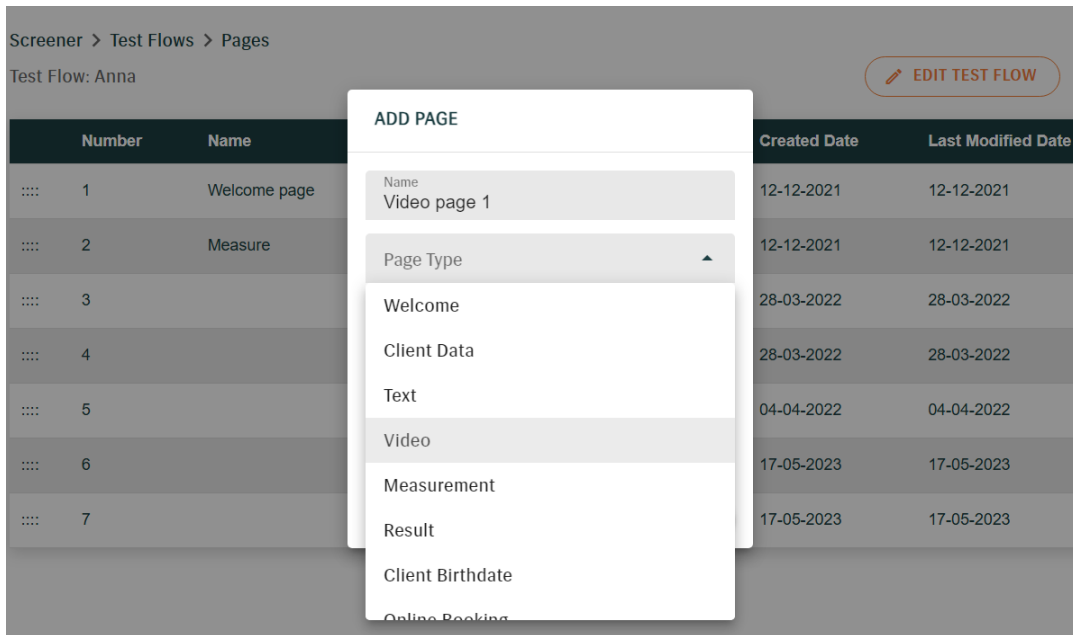 Screener > Test Flows > Pages
Test Flow: Anna
EDIT TEST FLOW
ADD PAGE
Number Name Created Date Last Modified Date
Name
Video page 1
1 Welcome page 12-12-2021 12-12-2021
Page Type
2 Measure 12-12-2021 12-12-2021
3 28-03-2022 28-03-2022
4 28-03-2022 28-03-2022
5 04-04-2022 04-04-2022
6 17-05-2023 17-05-2023
7 17-05-2023 17-05-2023
Welcome
Client Data
Text
Video
Measurement
Result
Client Birthdate
Online Booking